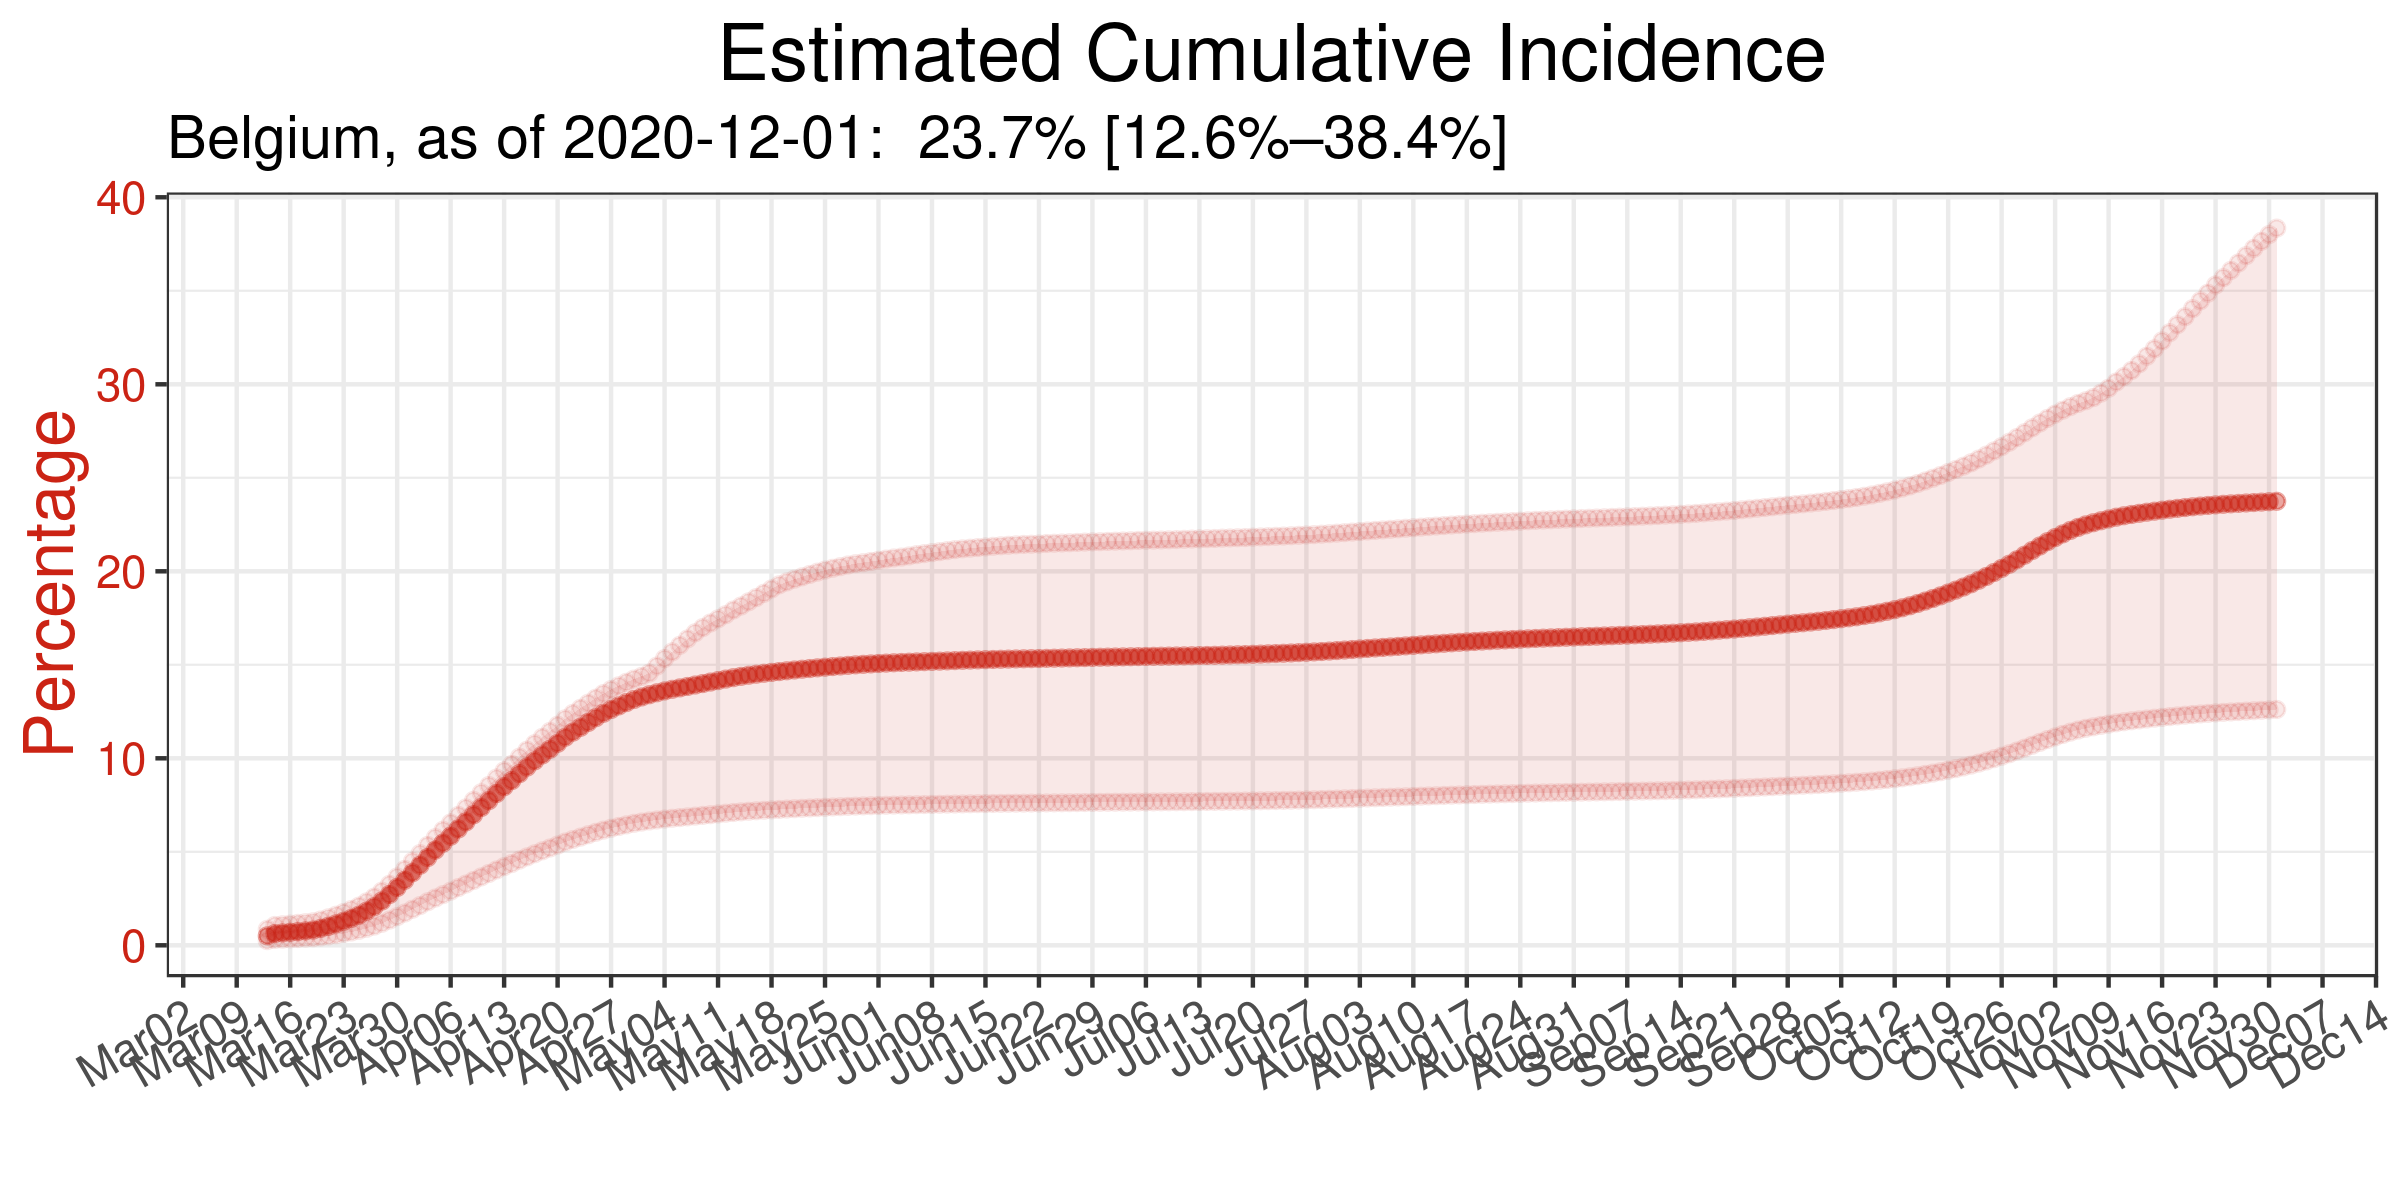 Estimated Cumulative Incidence
Belgium, as of 2020-12-01:  23.7% [12.6%–38.4%]
Percentage
40
30
20
10
0
Mar02
Mar09
Mar16
Mar23
Mar30
Apr06
Apr13
Apr20
Apr27
May04
May11
May18
May25
Jun01
Jun08
Jun15
Jun22
Jun29
Jul06
Jul13
Jul20
Jul27
Aug03
Aug10
Aug17
Aug24
Aug31
Sep07
Sep14
Sep21
Sep28
Oct05
Oct12
Oct19
Oct26
Nov02
Nov09
Nov16
Nov23
Nov30
Dec07
Dec14